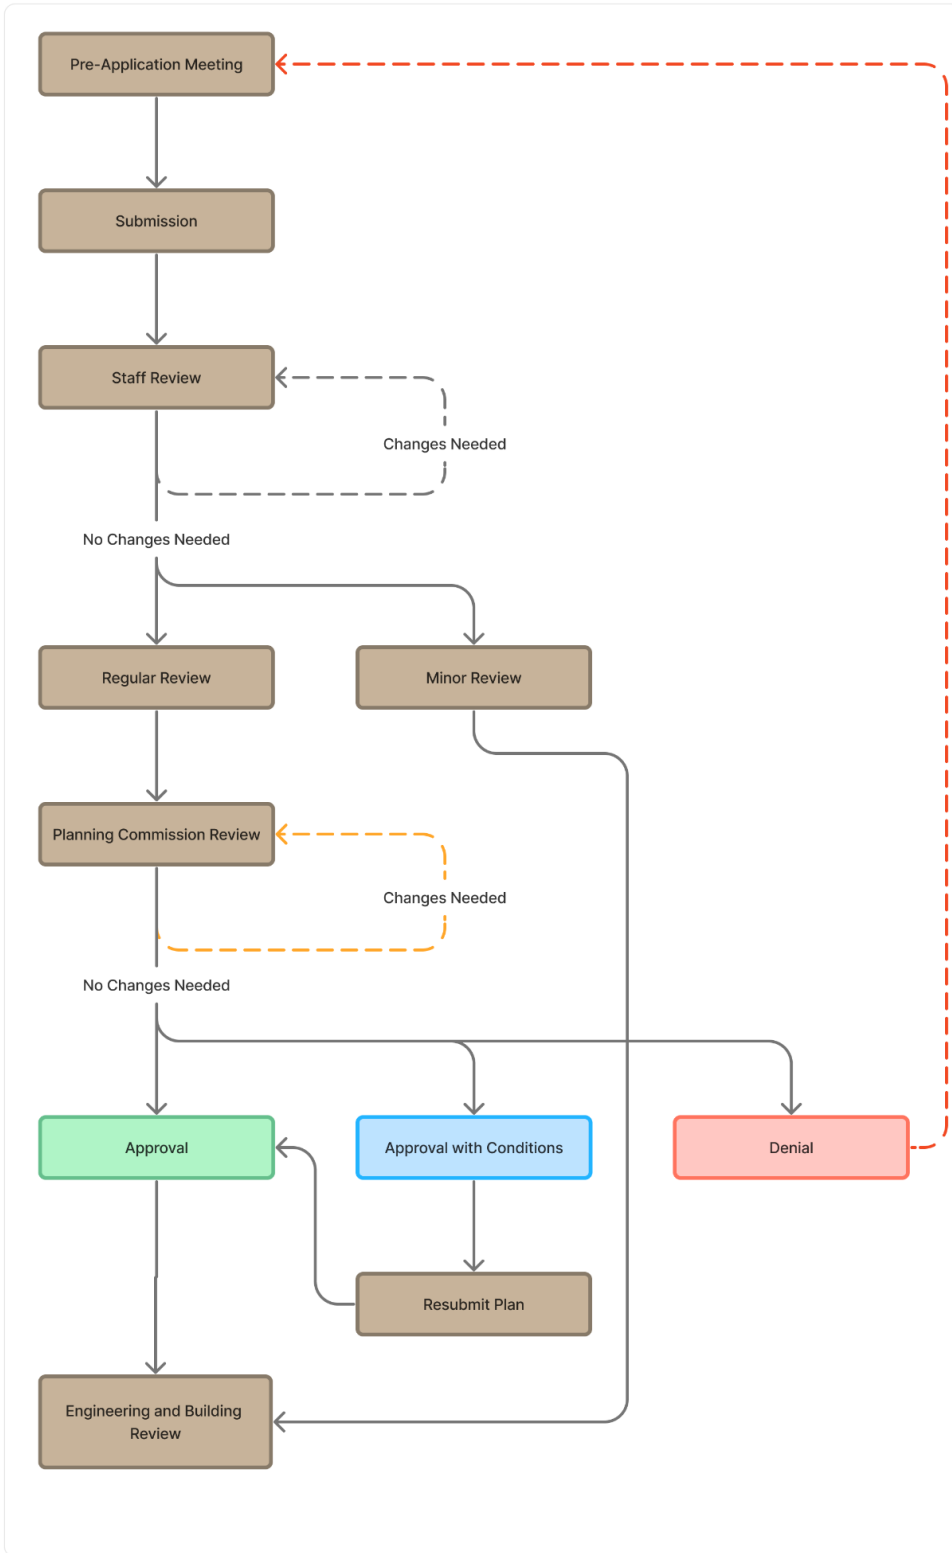 Pre-Application Meeting
Submission
Staff Review
Changes Needed
No Changes Needed
Regular Review
Minor Review
Planning Commission Review
Changes Needed
No Changes Needed
Approval
Approval with Conditions
Denial
Resubmit Plan
Engineering and Building
Review